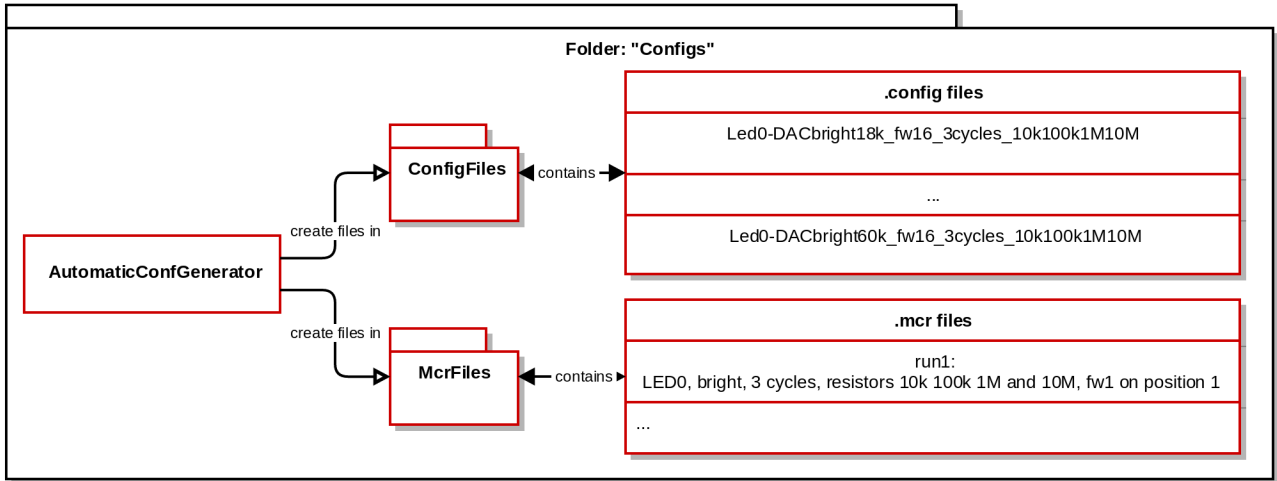 Folder: "Configs"
.config files
Led0-DACbright18k_fw16_3cycles_10k100k1M10M
ConfigFiles
contains
...
create files in
Led0-DACbright60k_fw16_3cycles_10k100k1M10M
AutomaticConfGenerator
.mcr files
create files in
run1:
LED0, bright, 3 cycles, resistors 10k 100k 1M and 10M, fw1 on position 1
McrFiles
contains
...